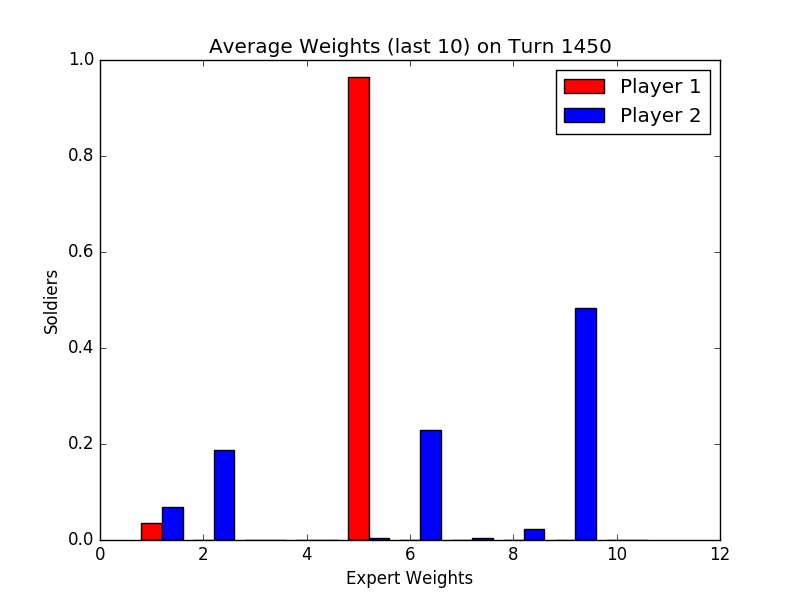 Average Weights (last 10) on Turn 1450
1.0
0.8
0.6
0.4
0.2
0.0
Soldiers
Player 1
Player 2
0 2 4 6 8 10 12
Expert Weights